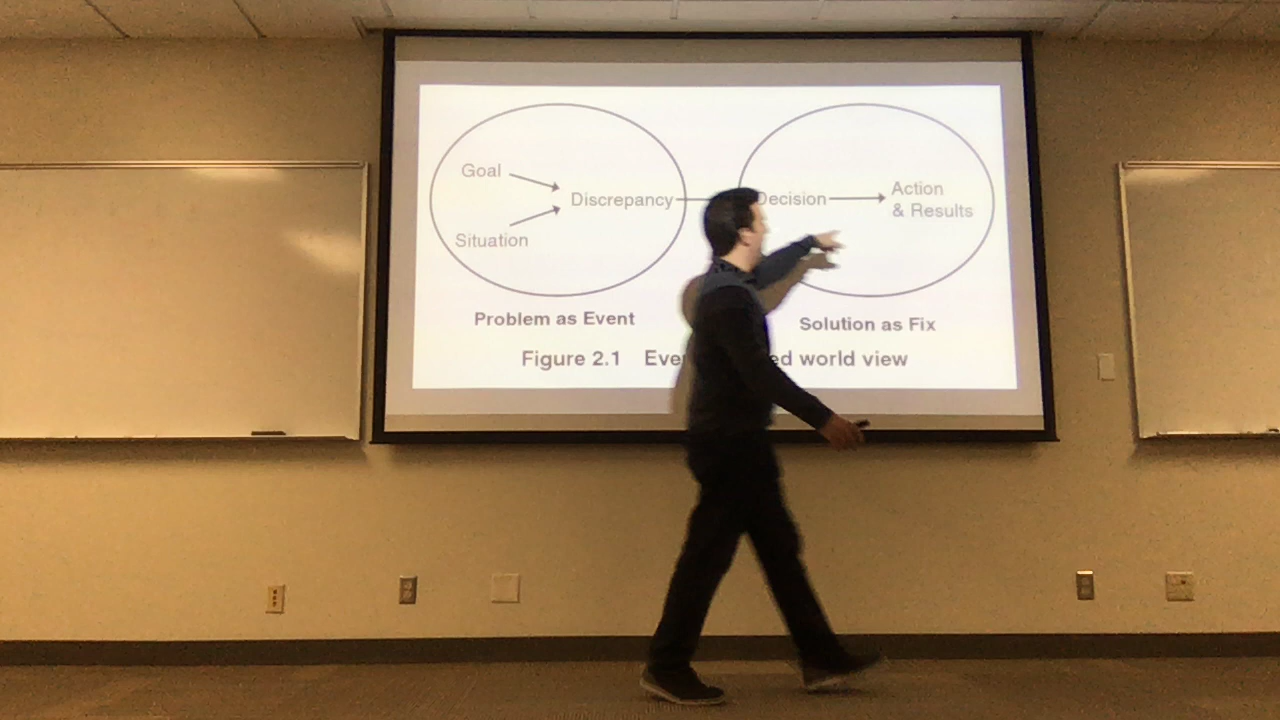 Goal
Discrepancy
Situation
Decision
Action
& Results
Problem as Event
Solution as Fix
Figure 2.1 world view